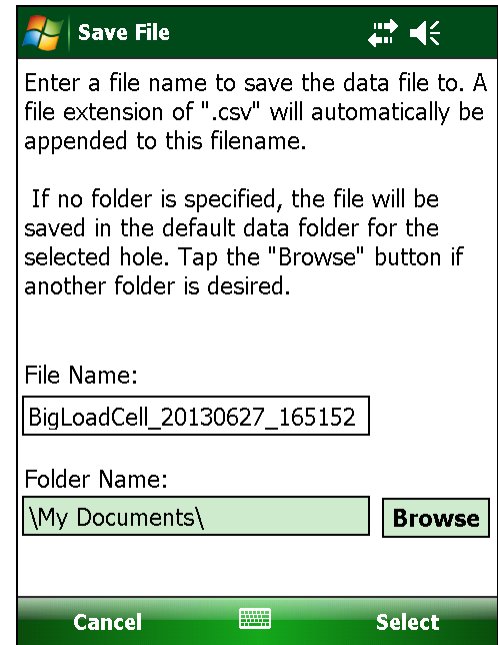 Save File
Enter a file name to save the data file to. A
file extension of ".csv" will automatically be
appended to this filename.
If no folder is specified, the file will be
saved in the default data folder for the
selected hole. Tap the "Browse" button if
another folder is desired.
File Name:
BigLoadCell_20130627_165152
Folder Name:
\My Documents\
Browse
Cancel
Select